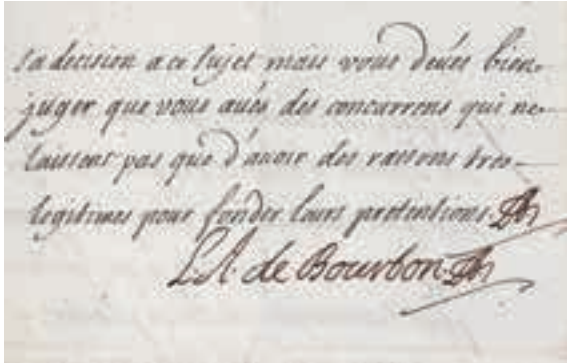 sa decision a ce sujet mais vous devés bien
juger que vous avés des concurrens qui ne
laissent pas que d'avoir des raisons tres
legitimes pour fonder leurs pretentions
L.A. de Bourbon